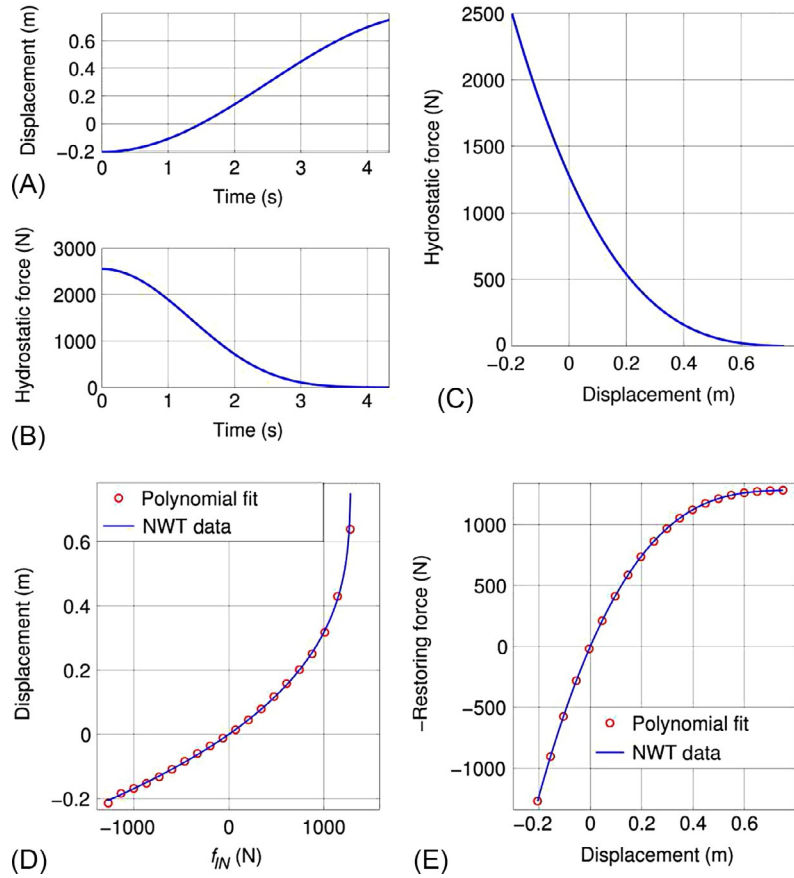 Displacement (m)
0.6
0.4
0.2
0
−0.2
0 1 2 3 4
Time (s)
(A)
Hydrostatic force (N)
3000
2000
1000
0
0 1 2 3 4
Time (s)
(B)
Hydrostatic force (N)
2500
2000
1500
1000
500
0
−0.2 0 0.2 0.4 0.6
Displacement (m)
(C)
Polynomial fit
NWT data
Displacement (m)
0.6
0.4
0.2
0
−0.2
−1000 0 1000
f_IN (N)
(D)
−Restoring force (N)
1000
500
0
−500
−1000
Polynomial fit
NWT data
−0.2 0 0.2 0.4 0.6
Displacement (m)
(E)